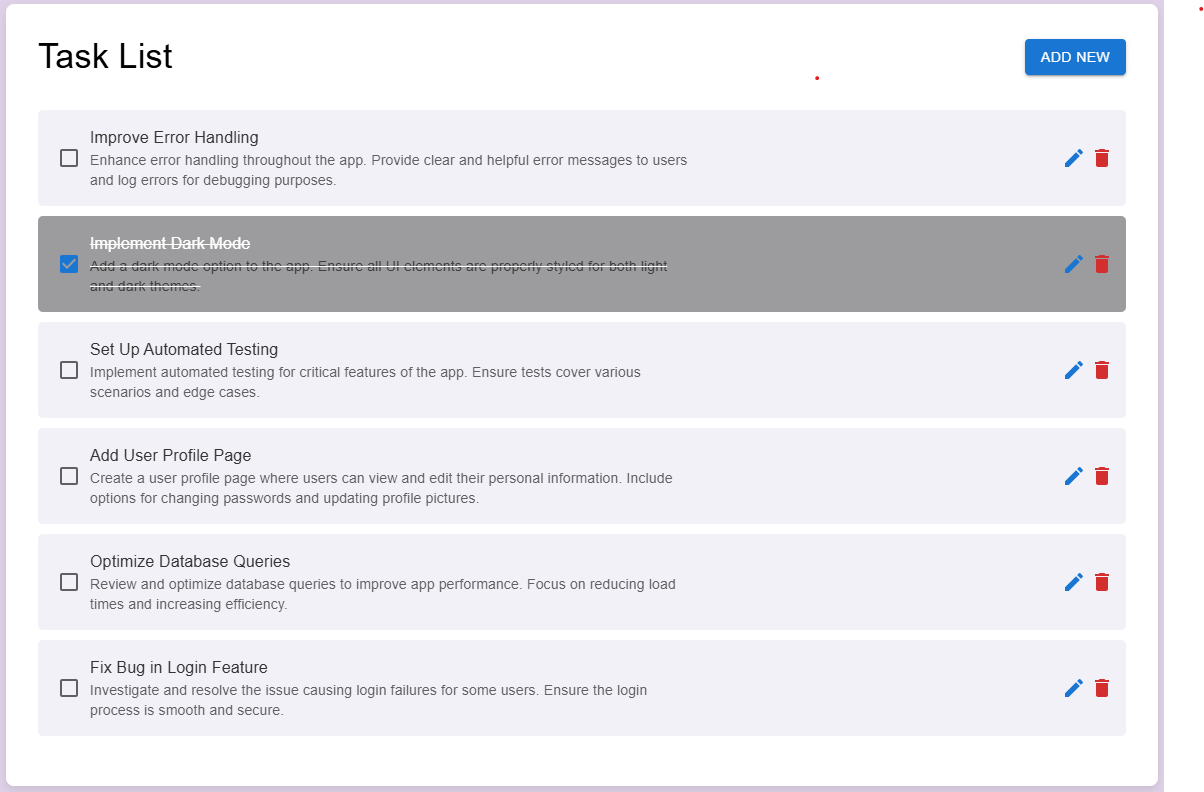 Task List
ADD NEW
Improve Error Handling
Enhance error handling throughout the app. Provide clear and helpful error messages to users
and log errors for debugging purposes.
Implement Dark Mode
Add a dark mode option to the app. Ensure all UI elements are properly styled for both light
and dark themes.
Set Up Automated Testing
Implement automated testing for critical features of the app. Ensure tests cover various
scenarios and edge cases.
Add User Profile Page
Create a user profile page where users can view and edit their personal information. Include
options for changing passwords and updating profile pictures.
Optimize Database Queries
Review and optimize database queries to improve app performance. Focus on reducing load
times and increasing efficiency.
Fix Bug in Login Feature
Investigate and resolve the issue causing login failures for some users. Ensure the login
process is smooth and secure.